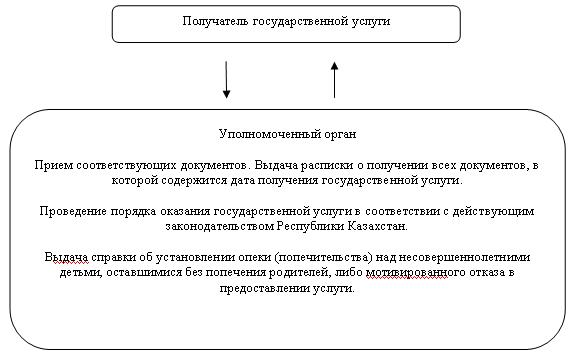 Получатель государственной услуги
Уполномоченный орган
Прием соответствующих документов. Выдача расписки о получении всех документов, в
которой содержится дата получения государственной услуги.
Проведение порядка оказания государственной услуги в соответствии с действующим
законодательством Республики Казахстан.
Выдача справки об установлении опеки (попечительства) над несовершеннолетними
детьми, оставшимися без попечения родителей, либо мотивированного отказа в
предоставлении услуги.